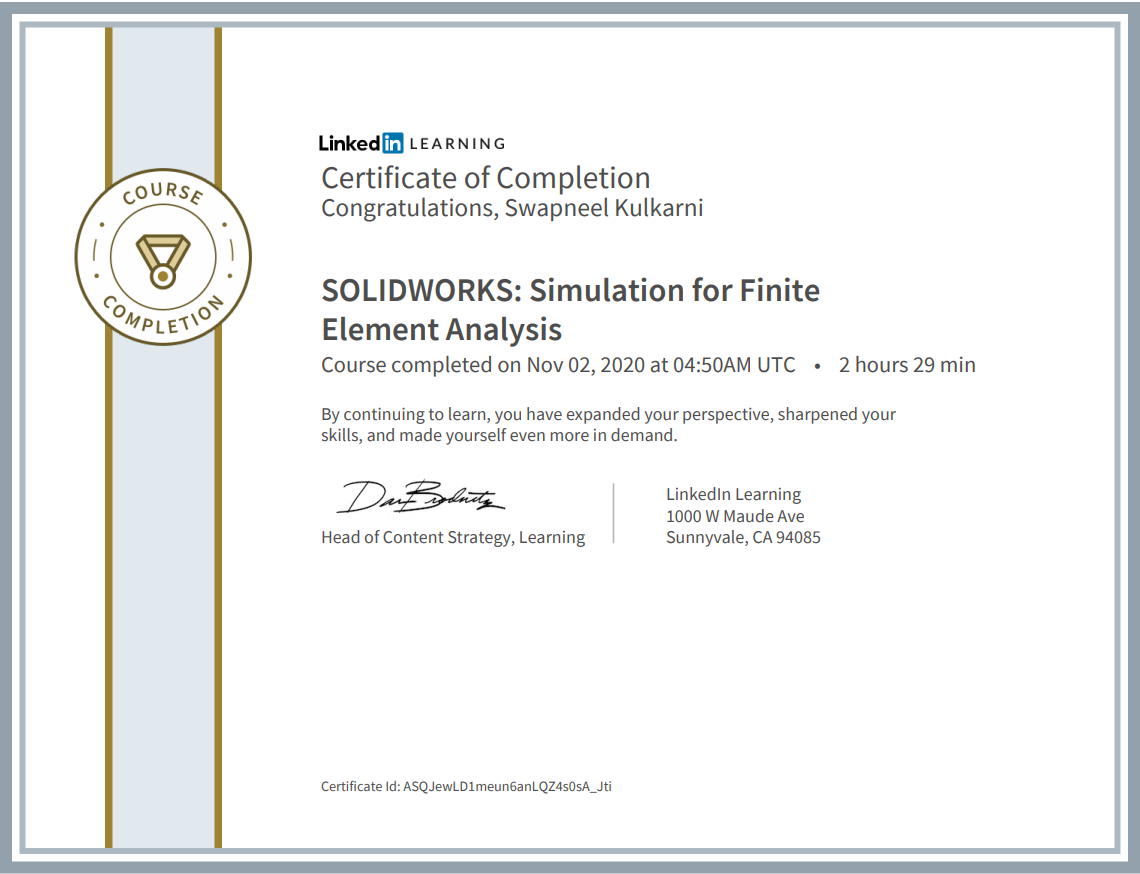 COURSE
COMPLETION
Linked in LEARNING
Certificate of Completion
Congratulations, Swapneel Kulkarni
SOLIDWORKS: Simulation for Finite
Element Analysis
Course completed on Nov 02, 2020 at 04:50AM UTC • 2 hours 29 min
By continuing to learn, you have expanded your perspective, sharpened your
skills, and made yourself even more in demand.
Head of Content Strategy, Learning
LinkedIn Learning
1000 W Maude Ave
Sunnyvale, CA 94085
Certificate Id: ASQJewLD1meun6anLQZ4s0sA_Jti